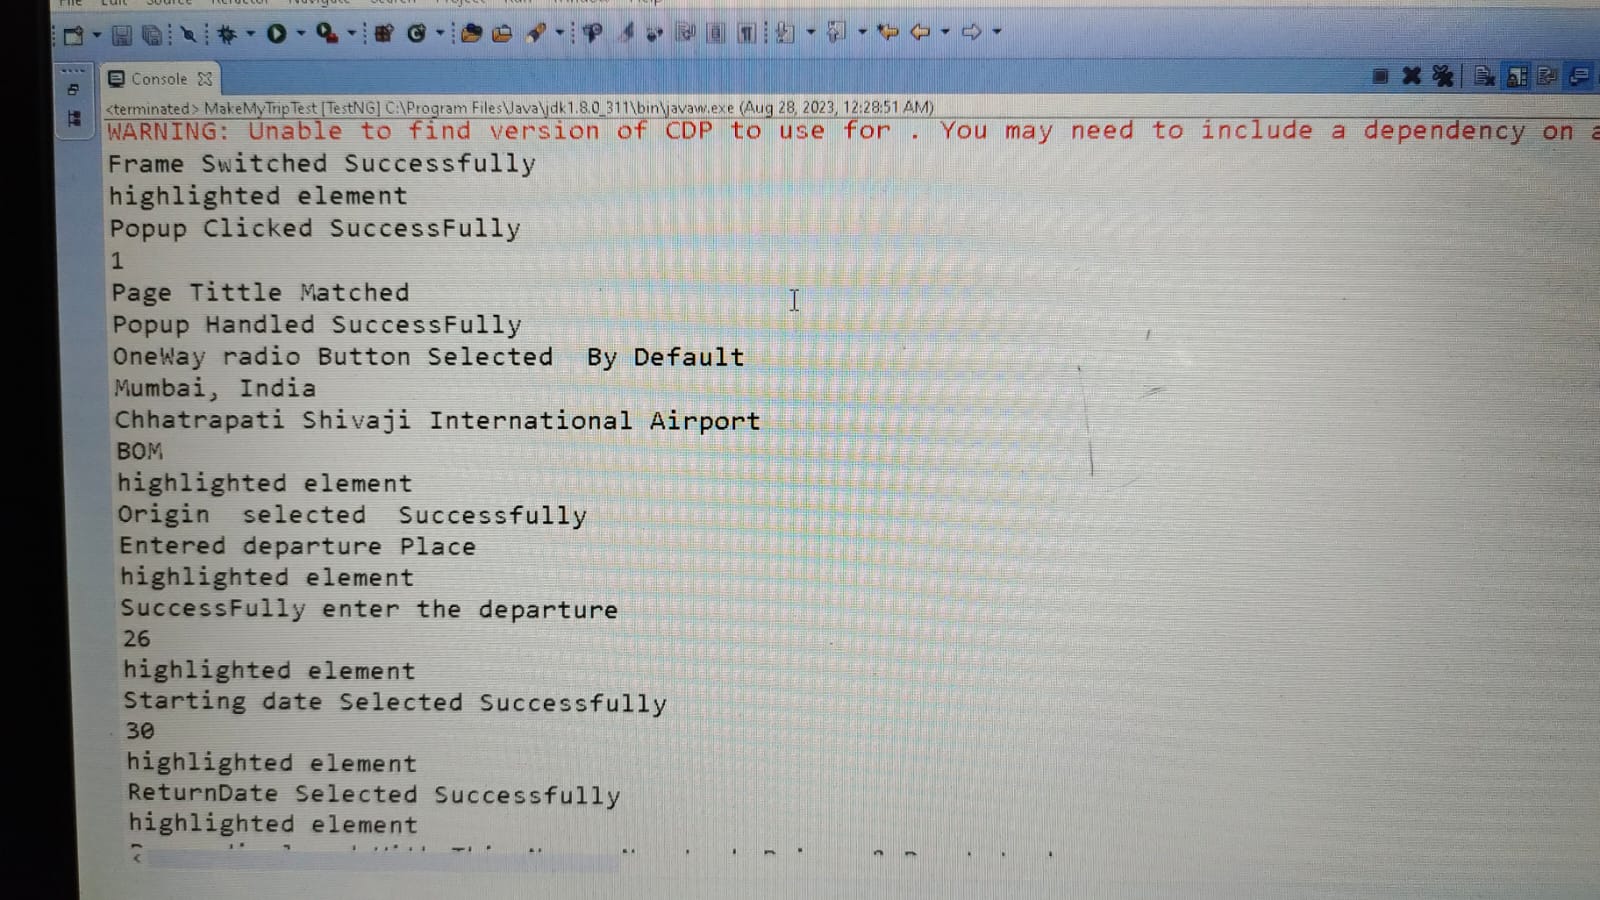 Console
<terminated> MakeMyTripTest [TestNG] C:\Program Files\Java\jdk1.8.0_311\bin\javaw.exe (Aug 28, 2023, 12:28:51 AM)
WARNING: Unable to find version of CDP to use for . You may need to include a dependency on a
Frame Switched Successfully
highlighted element
Popup Clicked SuccessFully
1
Page Tittle Matched
Popup Handled SuccessFully
OneWay radio Button Selected  By Default
Mumbai, India
Chhatrapati Shivaji International Airport
BOM
highlighted element
Origin  selected  Successfully
Entered departure Place
highlighted element
SuccessFully enter the departure
26
highlighted element
Starting date Selected Successfully
30
highlighted element
ReturnDate Selected Successfully
highlighted element